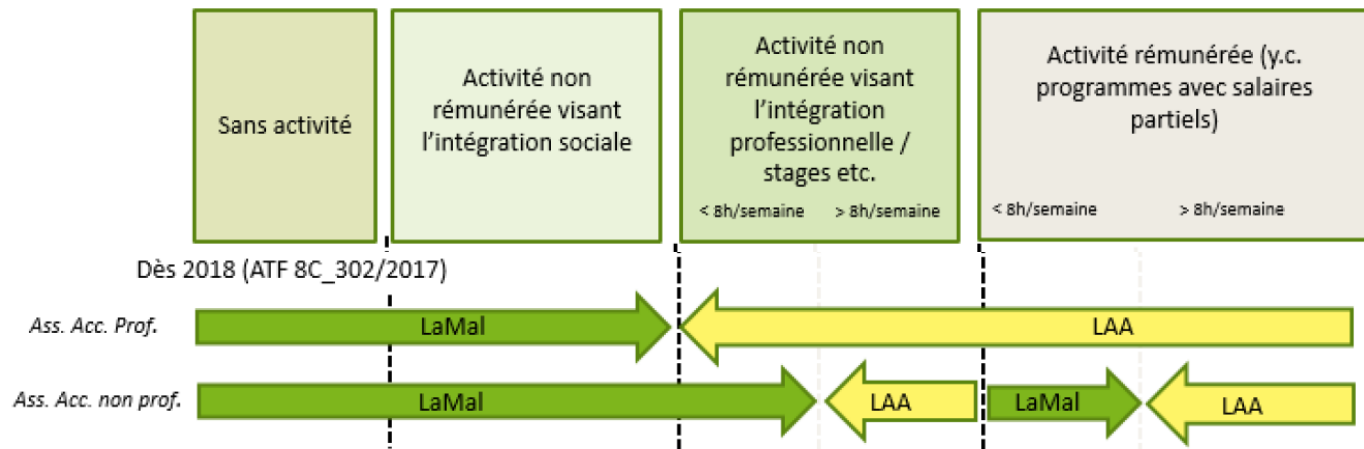 Sans activité
Activité non
rémunérée visant
l'intégration sociale
Activité non
rémunérée visant
l'intégration
professionnelle /
stages etc.
< 8h/semaine > 8h/semaine
Activité rémunérée (y.c.
programmes avec salaires
partiels)
< 8h/semaine > 8h/semaine
Dès 2018 (ATF 8C_302/2017)
Ass. Acc. Prof. LaMal LAA
Ass. Acc. non prof. LaMal LAA LaMal LAA